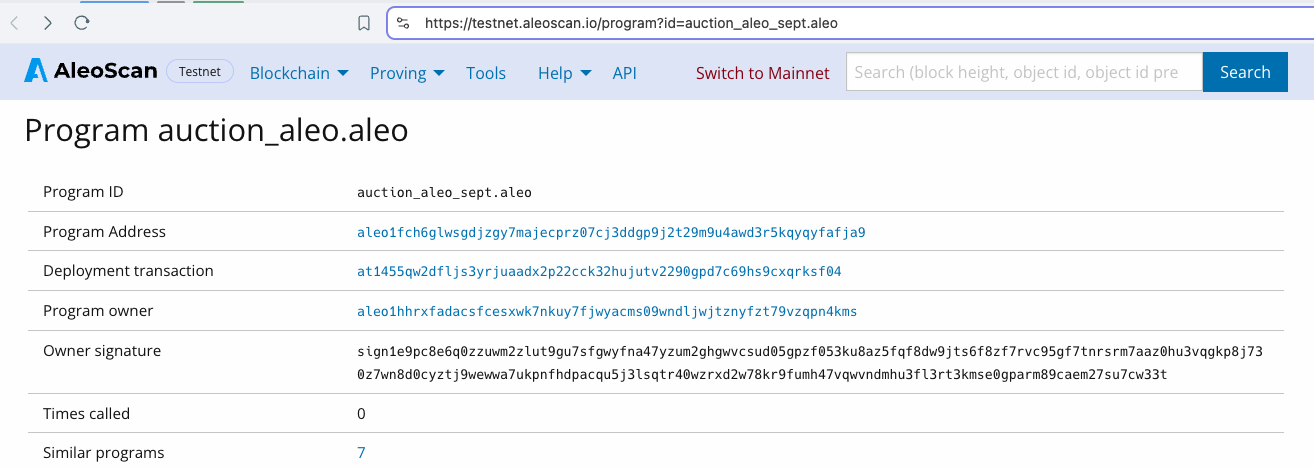 https://testnet.aleoscan.io/program?id=auction_aleo_sept.aleo
AleoScan Testnet Blockchain Proving Tools Help API Switch to Mainnet Search (block height, object id, object id pre Search
Program auction_aleo.aleo
Program ID auction_aleo_sept.aleo
Program Address aleo1fch6glwsgdjzgy7majecprz07cj3ddgp9j2t29m9u4awd3r5kqyqyfafja9
Deployment transaction at1455qw2dfljs3yrjuaadx2p22cck32hujutv2290gpd7c69hs9cxqrksf04
Program owner aleo1hhrxfadacsfcesxwk7nkuy7fjwyacms09wndljwjtznyfzt79vzqpn4kms
Owner signature sign1e9pc8e6q0zzuwm2zlut9gu7sfgwyfna47yzum2ghgwvcsud05gpzf053ku8az5fqf8dw9jts6f8zf7rvc95gf7tnrsrm7aaz0hu3vqgkp8j73
0z7wn8d0cyztj9wewwa7ukpnfhdpacqu5j3lsqtr40wzrxd2w78kr9fumh47vqwvndmhu3fl3rt3kmse0gparm89caem27su7cw33t
Times called 0
Similar programs 7